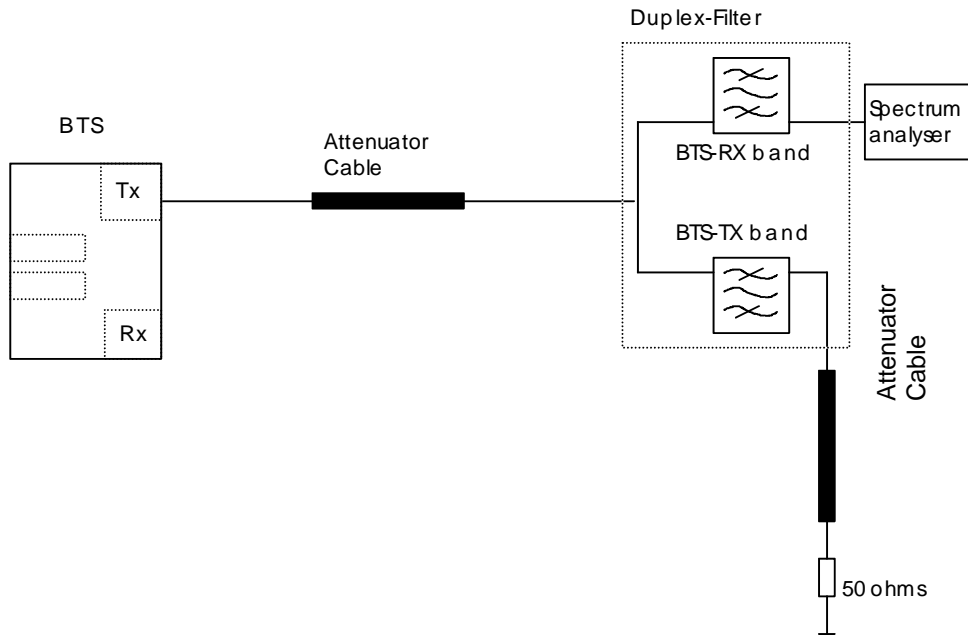 Duplex-Filter
BTS
Tx
Rx
Attenuator
Cable
BTS-RX band
BTS-TX band
Spectrum
analyser
Attenuator
Cable
50 ohms